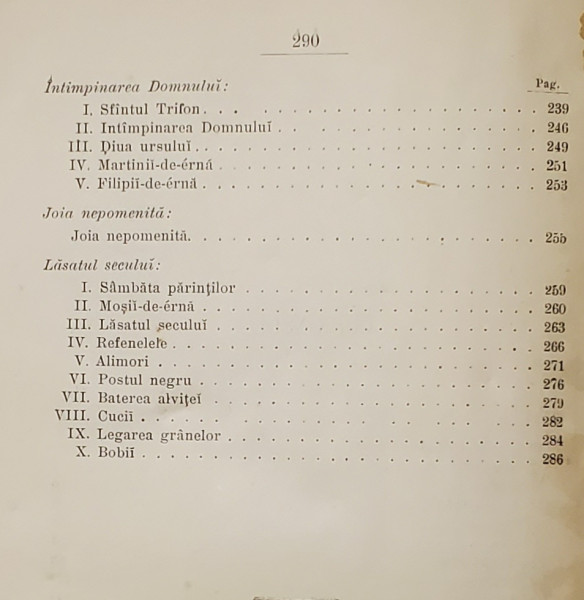 290
Întimpinarea Domnuluĭ: Pag.
I. Sfîntul Trifon . . . . . . . . . . . . . . . . . . 239
II. Intîmpinarea Domnuluĭ . . . . . . . . . . . . . . . 246
III. Ḑiua ursuluĭ . . . . . . . . . . . . . . . . . . 249
IV. Martiniĭ-de-érnă . . . . . . . . . . . . . . . . . 251
V. Filipiĭ-de-érnă . . . . . . . . . . . . . . . . . 253
Joia nepomenită:
Joia nepomenită . . . . . . . . . . . . . . . . . . 255
Lăsatul seculuĭ:
I. Sâmbăta părinților . . . . . . . . . . . . . . . . 259
II. Moșiĭ-de-érnă . . . . . . . . . . . . . . . . . . 260
III. Lăsatul seculuĭ . . . . . . . . . . . . . . . . . 263
IV. Refenelele . . . . . . . . . . . . . . . . . . . 266
V. Alimori . . . . . . . . . . . . . . . . . . . . 271
VI. Postul negru . . . . . . . . . . . . . . . . . . 276
VII. Baterea alvițeĭ . . . . . . . . . . . . . . . . . 279
VIII. Cuciĭ . . . . . . . . . . . . . . . . . . . . 282
IX. Legarea grânelor . . . . . . . . . . . . . . . . . 284
X. Bobiĭ . . . . . . . . . . . . . . . . . . . . . 286